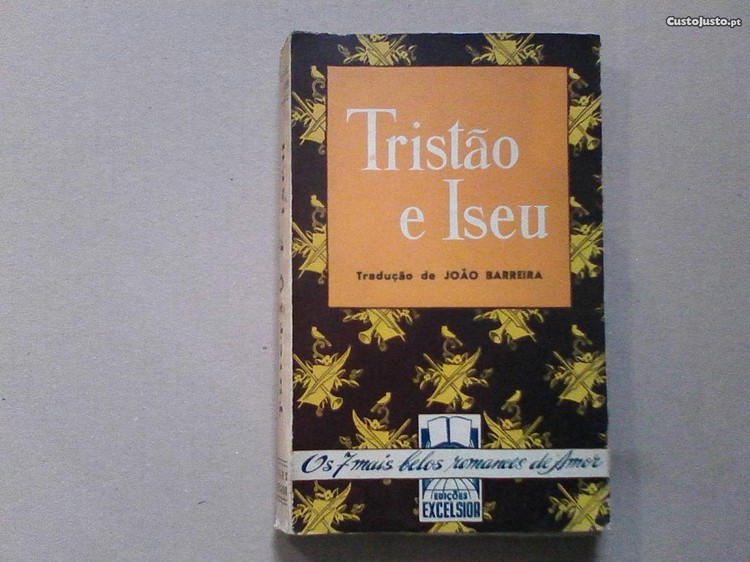 CustoJusto.pt
Tristão
e Iseu
Tradução de JOÃO BARREIRA
Os 7 mais belos romances de Amor
EDIÇÕES
EXCELSIOR